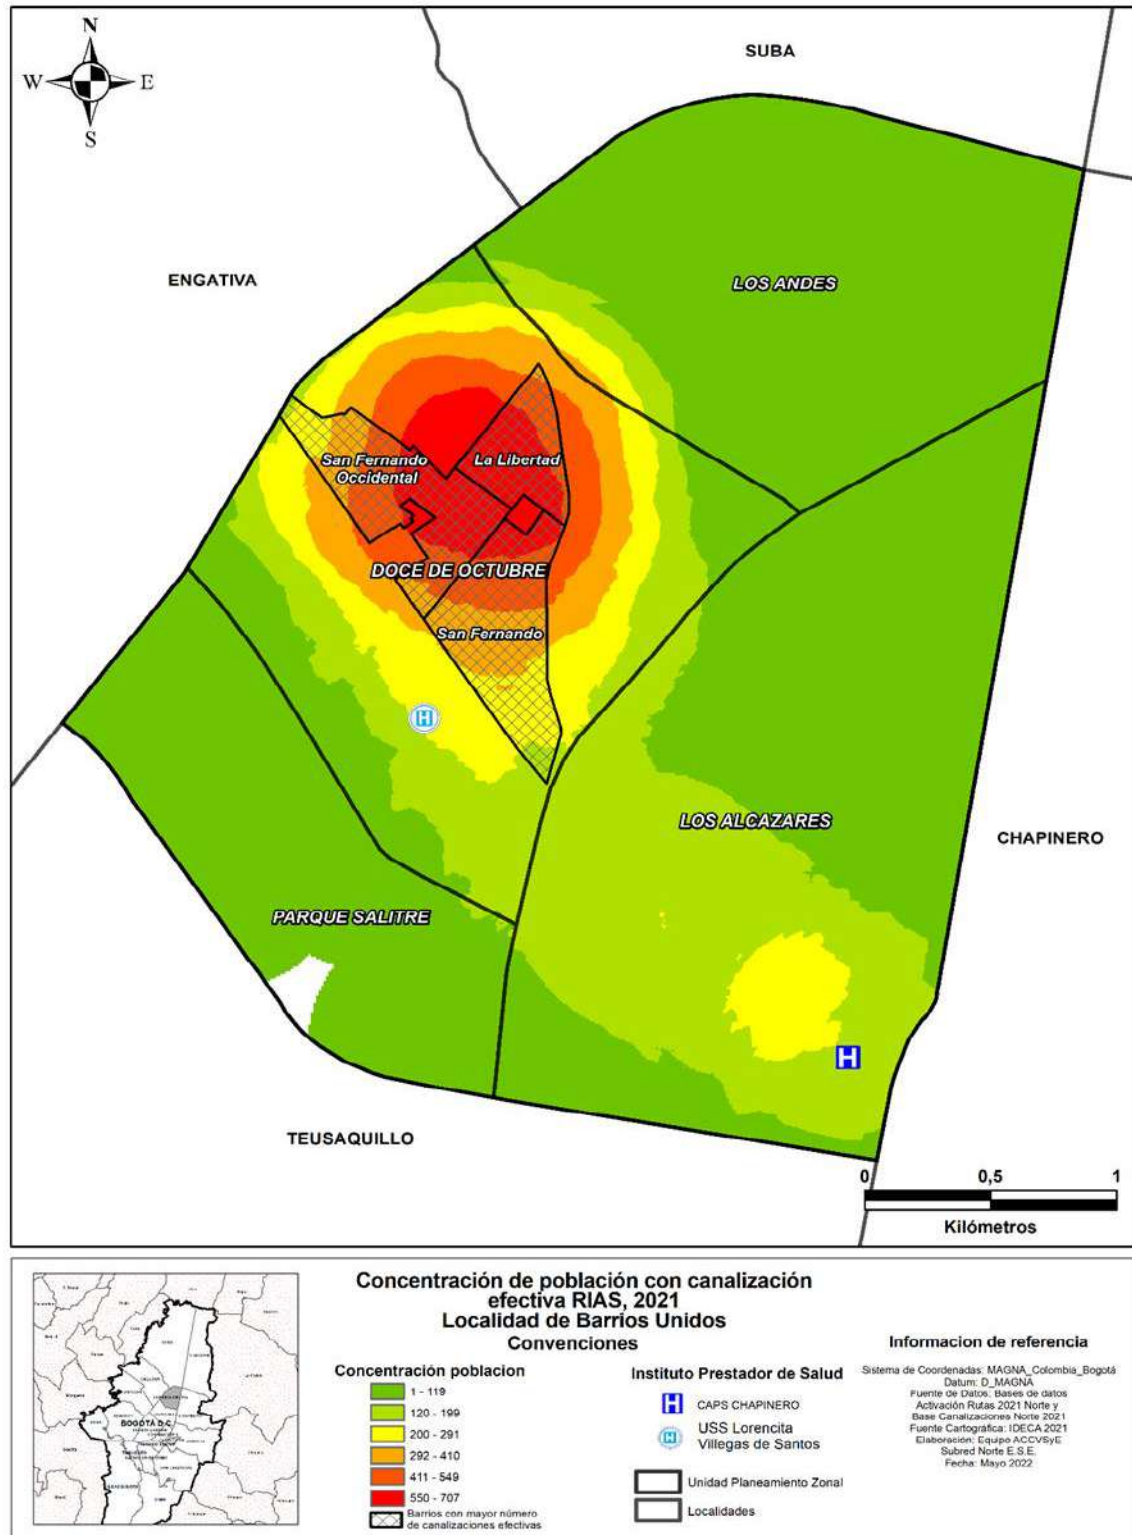 N
W
E
S
SUBA
ENGATIVA
LOS ANDES
San Fernando
Occidental
La Libertad
DOCE DE OCTUBRE
San Fernando
H
LOS ALCAZARES
CHAPINERO
PARQUE SALITRE
H
TEUSAQUILLO
0 0,5 1
Kilómetros
BOGOTÁ D.C.
Concentración de población con canalización
efectiva RIAS, 2021
Localidad de Barrios Unidos
Convenciones
Concentración poblacion
1 - 119
120 - 199
200 - 291
292 - 410
411 - 549
550 - 707
Barrios con mayor número
de canalizaciones efectivas
Instituto Prestador de Salud
H CAPS CHAPINERO
H USS Lorencita
Villegas de Santos
Unidad Planeamiento Zonal
Localidades
Informacion de referencia
Sistema de Coordenadas: MAGNA_Colombia_Bogotá
Datum: D_MAGNA
Fuente de Datos: Bases de datos
Activación Rutas 2021 Norte y
Base Canalizaciones Norte 2021
Fuente Cartográfica: IDECA 2021
Elaboración: Equipo ACCVSyE
Subred Norte E.S.E.
Fecha: Mayo 2022